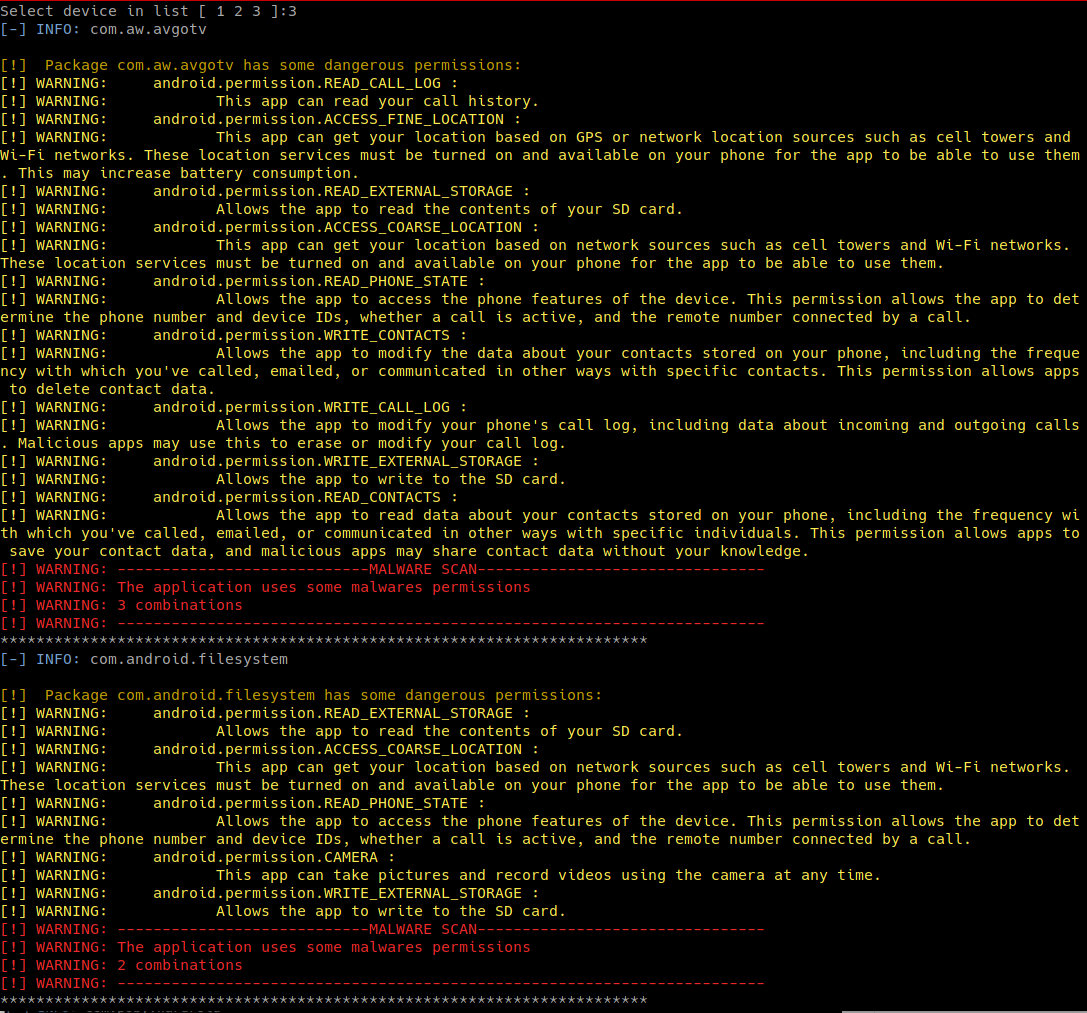 Select device in list [ 1 2 3 ]:3
[-] INFO: com.aw.avgotv
[!]  Package com.aw.avgotv has some dangerous permissions:
[!] WARNING:     android.permission.READ_CALL_LOG :
[!] WARNING:            This app can read your call history.
[!] WARNING:     android.permission.ACCESS_FINE_LOCATION :
[!] WARNING:            This app can get your location based on GPS or network location sources such as cell towers and
Wi-Fi networks. These location services must be turned on and available on your phone for the app to be able to use them
. This may increase battery consumption.
[!] WARNING:     android.permission.READ_EXTERNAL_STORAGE :
[!] WARNING:            Allows the app to read the contents of your SD card.
[!] WARNING:     android.permission.ACCESS_COARSE_LOCATION :
[!] WARNING:            This app can get your location based on network sources such as cell towers and Wi-Fi networks.
These location services must be turned on and available on your phone for the app to be able to use them.
[!] WARNING:     android.permission.READ_PHONE_STATE :
[!] WARNING:            Allows the app to access the phone features of the device. This permission allows the app to det
ermine the phone number and device IDs, whether a call is active, and the remote number connected by a call.
[!] WARNING:     android.permission.WRITE_CONTACTS :
[!] WARNING:            Allows the app to modify the data about your contacts stored on your phone, including the freque
ncy with which you've called, emailed, or communicated in other ways with specific contacts. This permission allows apps
 to delete contact data.
[!] WARNING:     android.permission.WRITE_CALL_LOG :
[!] WARNING:            Allows the app to modify your phone's call log, including data about incoming and outgoing calls
. Malicious apps may use this to erase or modify your call log.
[!] WARNING:     android.permission.WRITE_EXTERNAL_STORAGE :
[!] WARNING:            Allows the app to write to the SD card.
[!] WARNING:     android.permission.READ_CONTACTS :
[!] WARNING:            Allows the app to read data about your contacts stored on your phone, including the frequency wi
th which you've called, emailed, or communicated in other ways with specific individuals. This permission allows apps to
 save your contact data, and malicious apps may share contact data without your knowledge.
[!] WARNING: ----------------------------MALWARE SCAN--------------------------------
[!] WARNING: The application uses some malwares permissions
[!] WARNING: 3 combinations
[!] WARNING: ------------------------------------------------------------------------
************************************************************************
[-] INFO: com.android.filesystem
[!]  Package com.android.filesystem has some dangerous permissions:
[!] WARNING:     android.permission.READ_EXTERNAL_STORAGE :
[!] WARNING:            Allows the app to read the contents of your SD card.
[!] WARNING:     android.permission.ACCESS_COARSE_LOCATION :
[!] WARNING:            This app can get your location based on network sources such as cell towers and Wi-Fi networks.
These location services must be turned on and available on your phone for the app to be able to use them.
[!] WARNING:     android.permission.READ_PHONE_STATE :
[!] WARNING:            Allows the app to access the phone features of the device. This permission allows the app to det
ermine the phone number and device IDs, whether a call is active, and the remote number connected by a call.
[!] WARNING:     android.permission.CAMERA :
[!] WARNING:            This app can take pictures and record videos using the camera at any time.
[!] WARNING:     android.permission.WRITE_EXTERNAL_STORAGE :
[!] WARNING:            Allows the app to write to the SD card.
[!] WARNING: ----------------------------MALWARE SCAN--------------------------------
[!] WARNING: The application uses some malwares permissions
[!] WARNING: 2 combinations
[!] WARNING: ------------------------------------------------------------------------
************************************************************************